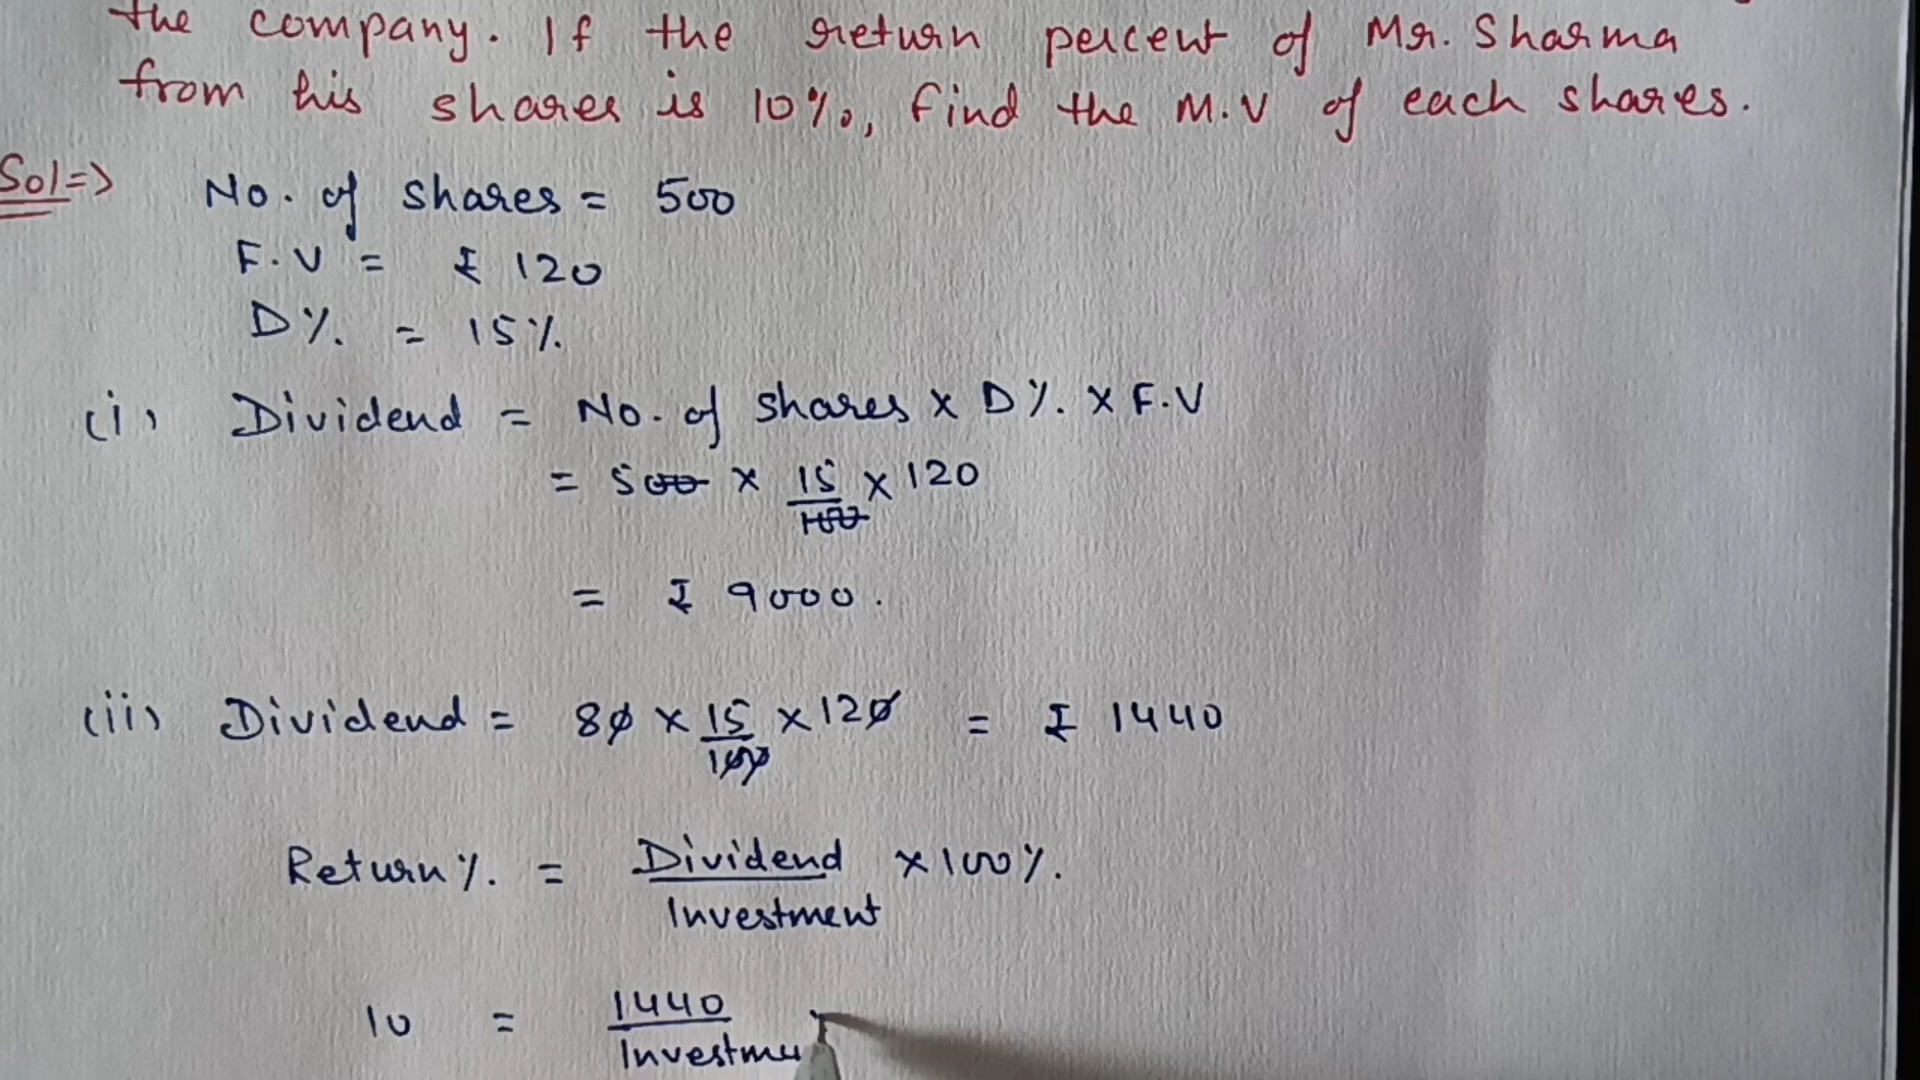 the company. If the return percent of Mr. Sharma
from his shares is 10%, find the M.V of each shares.
Sol=> No. of shares = 500
F.V = ₹ 120
D% = 15%
(i) Dividend = No. of shares x D% x F.V
= 500 x 15/100 x 120
= ₹ 9000.
(ii) Dividend = 80 x 15/100 x 120 = ₹ 1440
Return% = Dividend/Investment x 100%
10 = 1440/Investme